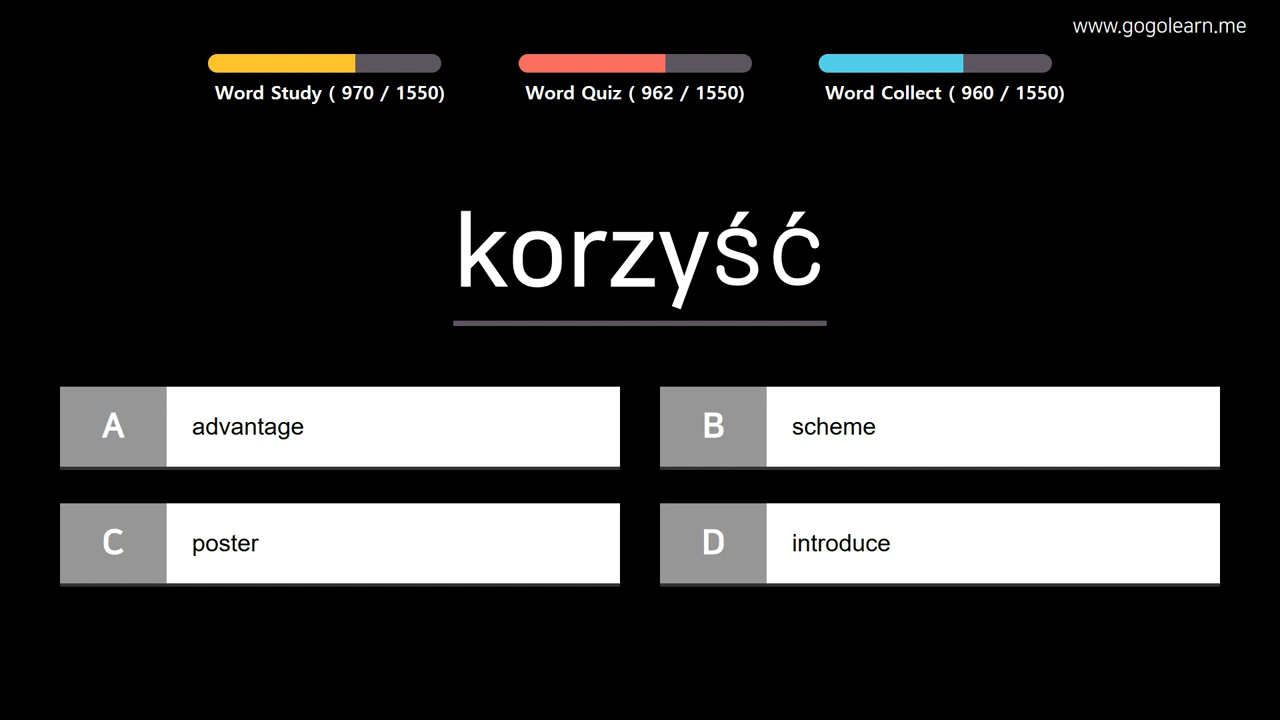 www.gogolearn.me
Word Study ( 970 / 1550)
Word Quiz ( 962 / 1550)
Word Collect ( 960 / 1550)
korzyść
A advantage
B scheme
C poster
D introduce